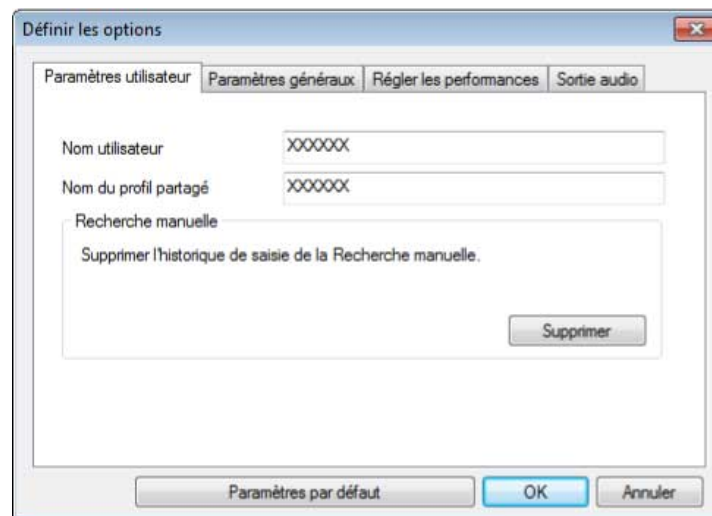 Définir les options
Paramètres utilisateur Paramètres généraux Régler les performances Sortie audio
Nom utilisateur XXXXXX
Nom du profil partagé XXXXXX
Recherche manuelle
Supprimer l'historique de saisie de la Recherche manuelle.
Supprimer
Paramètres par défaut OK Annuler